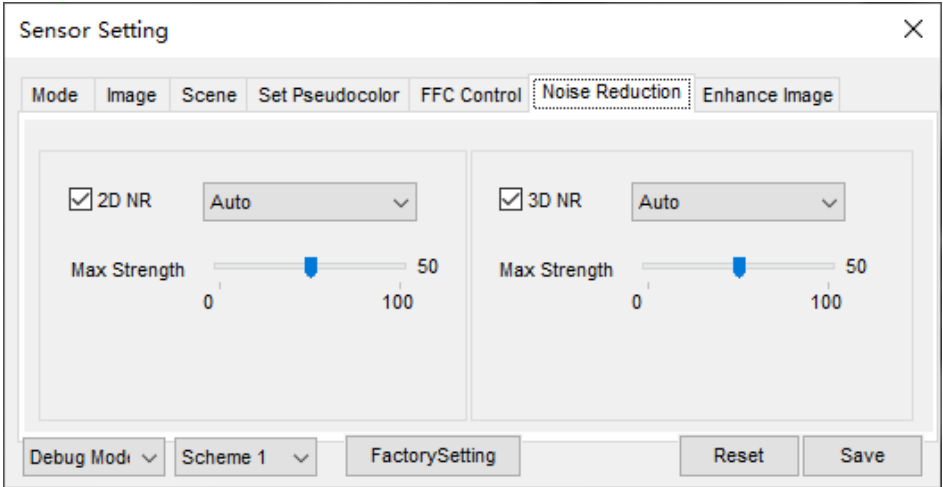 Sensor Setting
Mode Image Scene Set Pseudocolor FFC Control Noise Reduction Enhance Image
2D NR Auto 3D NR Auto
Max Strength 50 Max Strength 50
0 100 0 100
Debug Mode Scheme 1 FactorySetting Reset Save